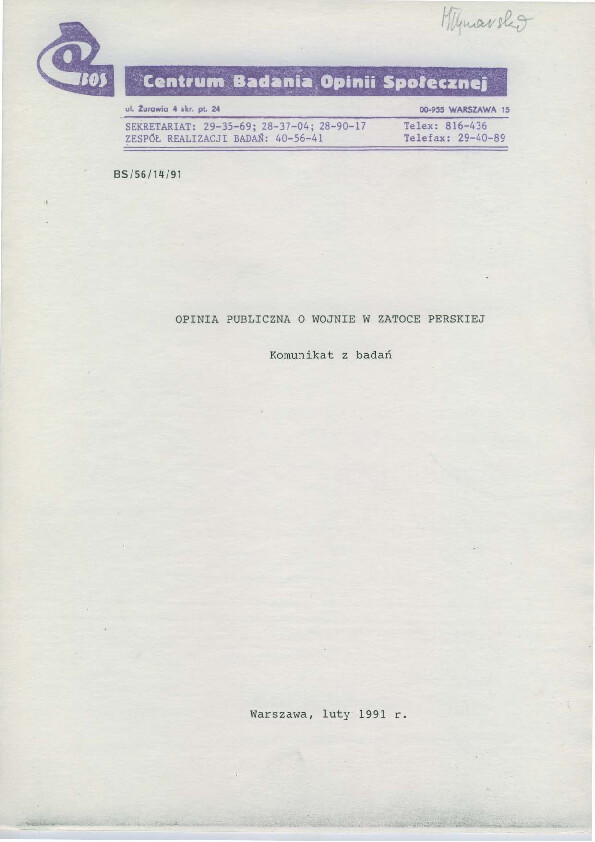 CBOS
Centrum Badania Opinii Społecznej
ul. Żurawia 4 skr. pt. 24 00-955 WARSZAWA 15
SEKRETARIAT: 29-35-69; 28-37-04; 28-90-17 Telex: 816-436
ZESPÓŁ REALIZACJI BADAŃ: 40-56-41 Telefax: 29-40-89
BS/56/14/91
OPINIA PUBLICZNA O WOJNIE W ZATOCE PERSKIEJ
Komunikat z badań
Warszawa, luty 1991 r.